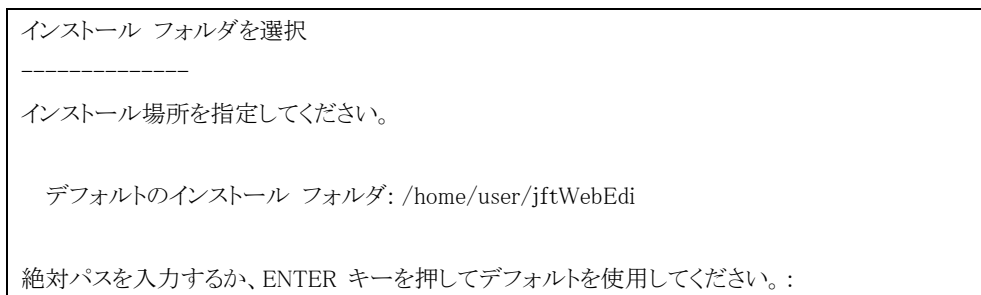 インストール フォルダを選択
--------------
インストール場所を指定してください。
デフォルトのインストール フォルダ: /home/user/jftWebEdi
絶対パスを入力するか、ENTER キーを押してデフォルトを使用してください。: